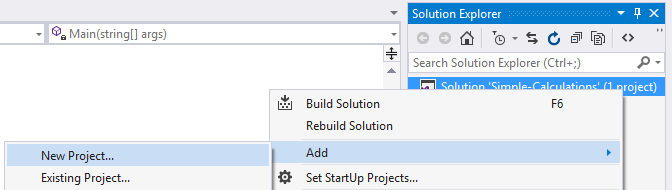 Solution Explorer
Main(string[] args)
Search Solution Explorer (Ctrl+;)
Solution 'Simple-Calculations' (1 project)
Build Solution F6
Rebuild Solution
Add
New Project...
Set StartUp Projects...
Existing Project...